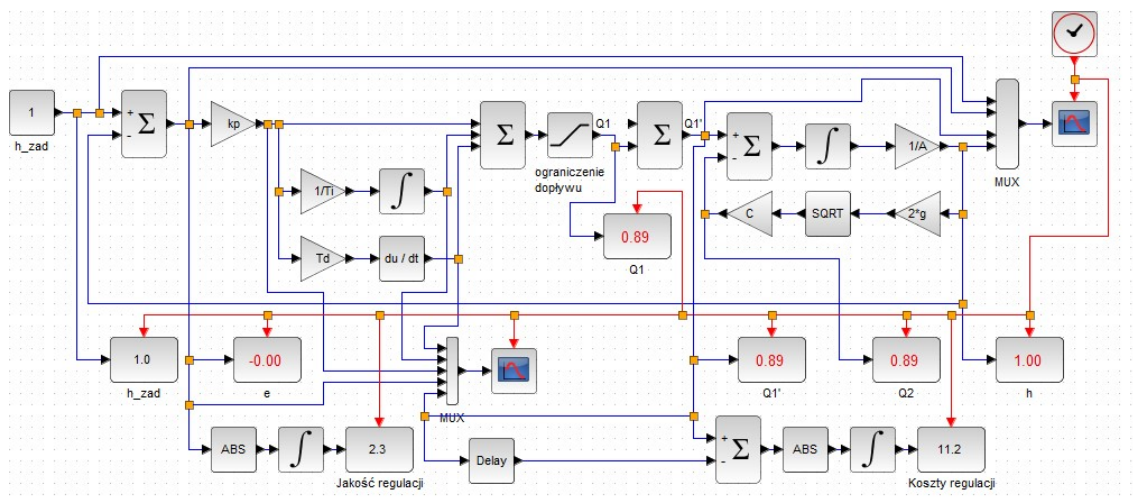 1
h_zad
+
-
Σ
kp
1/Ti
∫
Td
du / dt
Σ
ograniczenie
dopływu
Q1
Σ
Q1'
+
-
Σ
∫
1/A
C
SQRT
2*g
MUX
0.89
Q1
1.0
h_zad
-0.00
e
MUX
0.89
Q1'
0.89
Q2
1.00
h
ABS
∫
2.3
Jakość regulacji
Delay
+
-
Σ
ABS
∫
11.2
Koszty regulacji